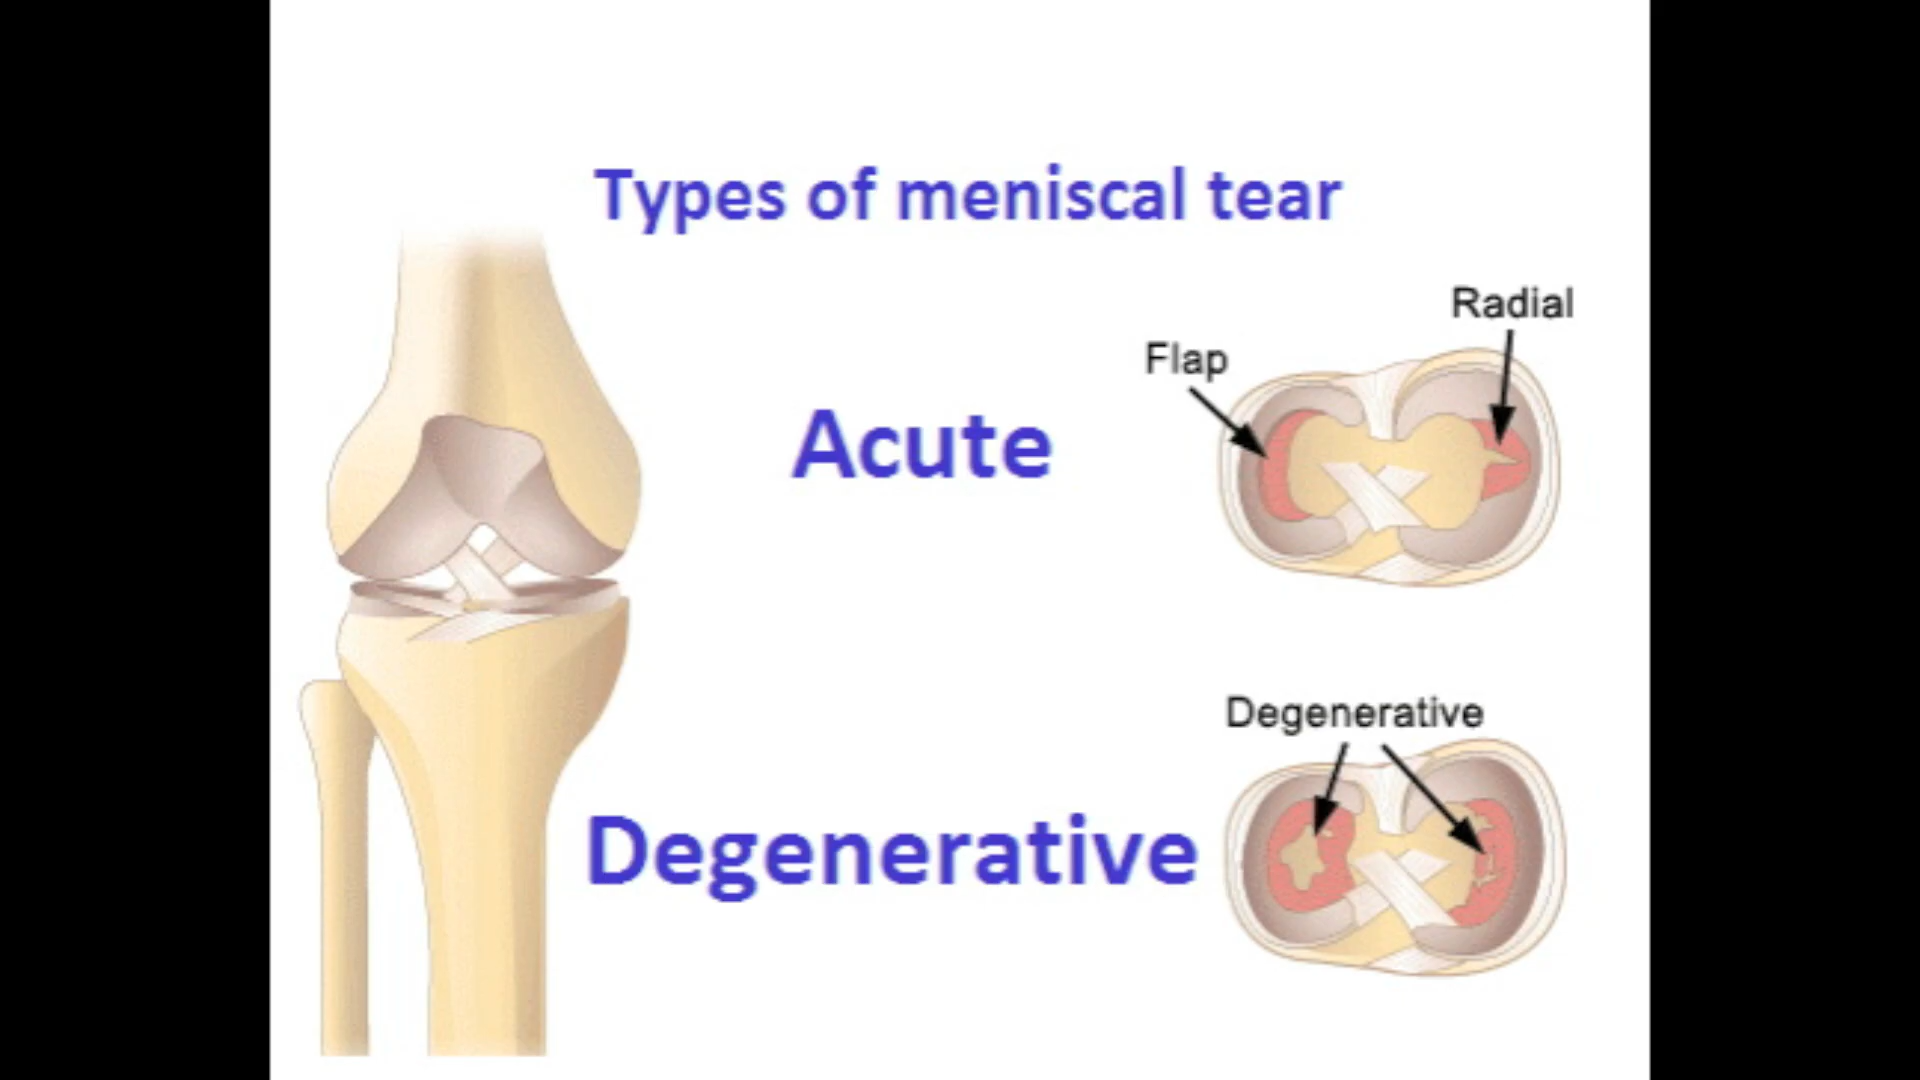 Types of meniscal tear
Radial
Flap
Acute
Degenerative
Degenerative